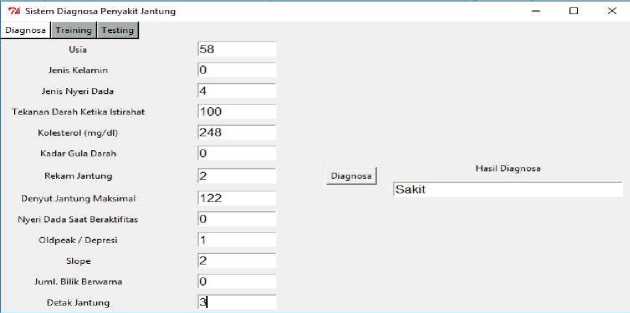 Sistem Diagnosa Penyakit Jantung
Diagnosa Training Testing
Usia 58
Jenis Kelamin 0
Jenis Nyeri Dada 4
Tekanan Darah Ketika Istirahat 100
Kolesterol (mg/dl) 248
Kadar Gula Darah 0
Rekam Jantung 2
Denyut Jantung Maksimal 122
Nyeri Dada Saat Beraktifitas 0
Oldpeak / Depresi 1
Slope 2
Juml. Bilik Berwarna 0
Detak Jantung 3
Diagnosa
Hasil Diagnosa
Sakit